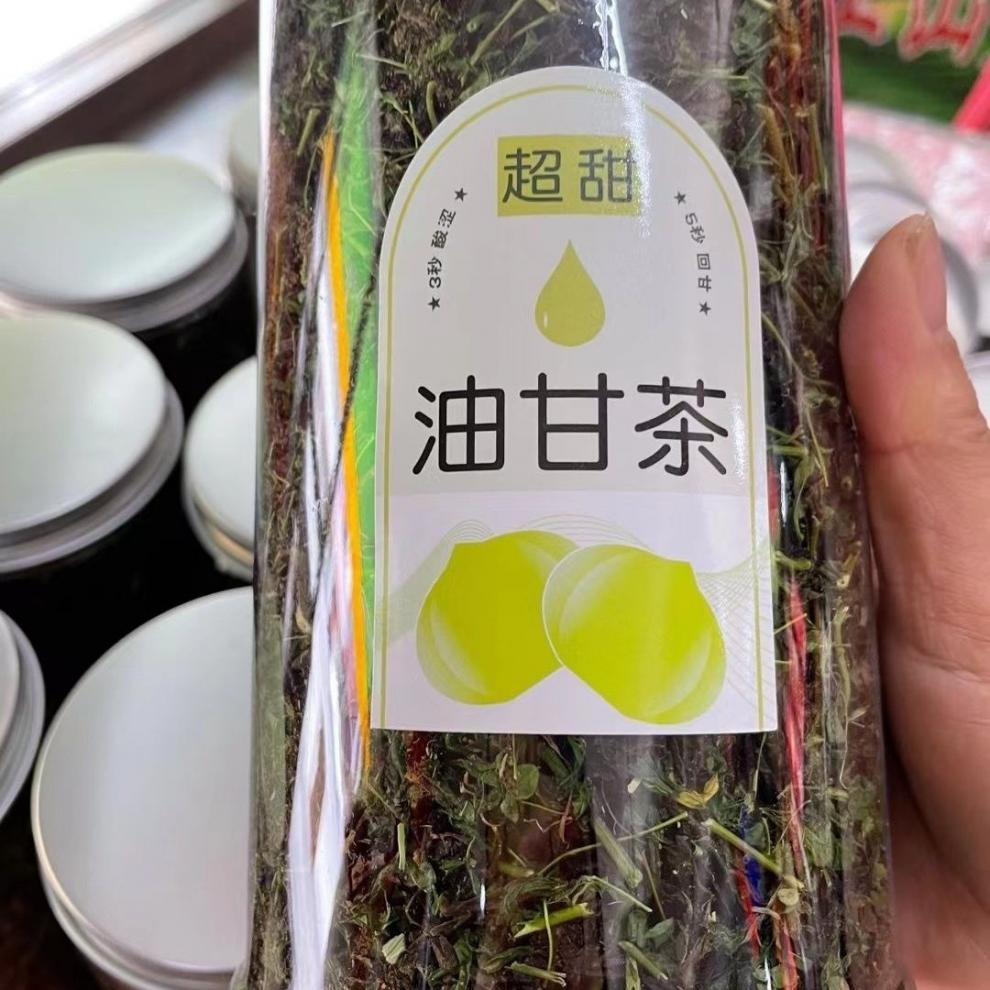 超甜
★ 3秒 酸涩 ★
★ 5秒 回甘 ★
油甘茶